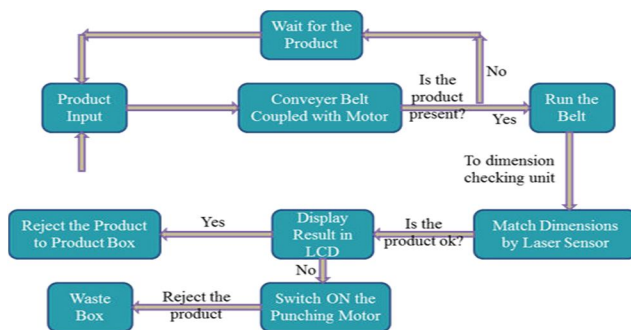 Wait for the
Product
No
Product
Input
Conveyer Belt
Coupled with Motor
Is the
product
present?
Yes
Run the
Belt
To dimension
checking unit
Match Dimensions
by Laser Sensor
Is the
product ok?
Display
Result in
LCD
Yes
Reject the Product
to Product Box
No
Switch ON the
Punching Motor
Reject the
product
Waste
Box